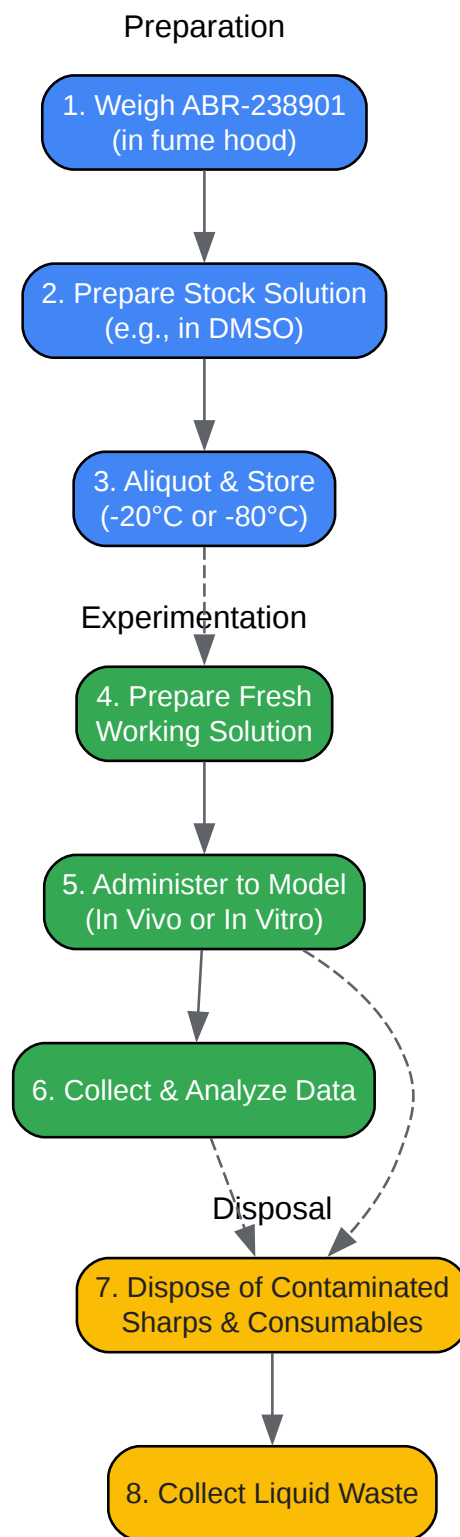 Preparation
1. Weigh ABR-238901
(in fume hood)
2. Prepare Stock Solution
(e.g., in DMSO)
3. Aliquot & Store
(-20°C or -80°C)
Experimentation
4. Prepare Fresh
Working Solution
5. Administer to Model
(In Vivo or In Vitro)
6. Collect & Analyze Data
Disposal
7. Dispose of Contaminated
Sharps & Consumables
8. Collect Liquid Waste